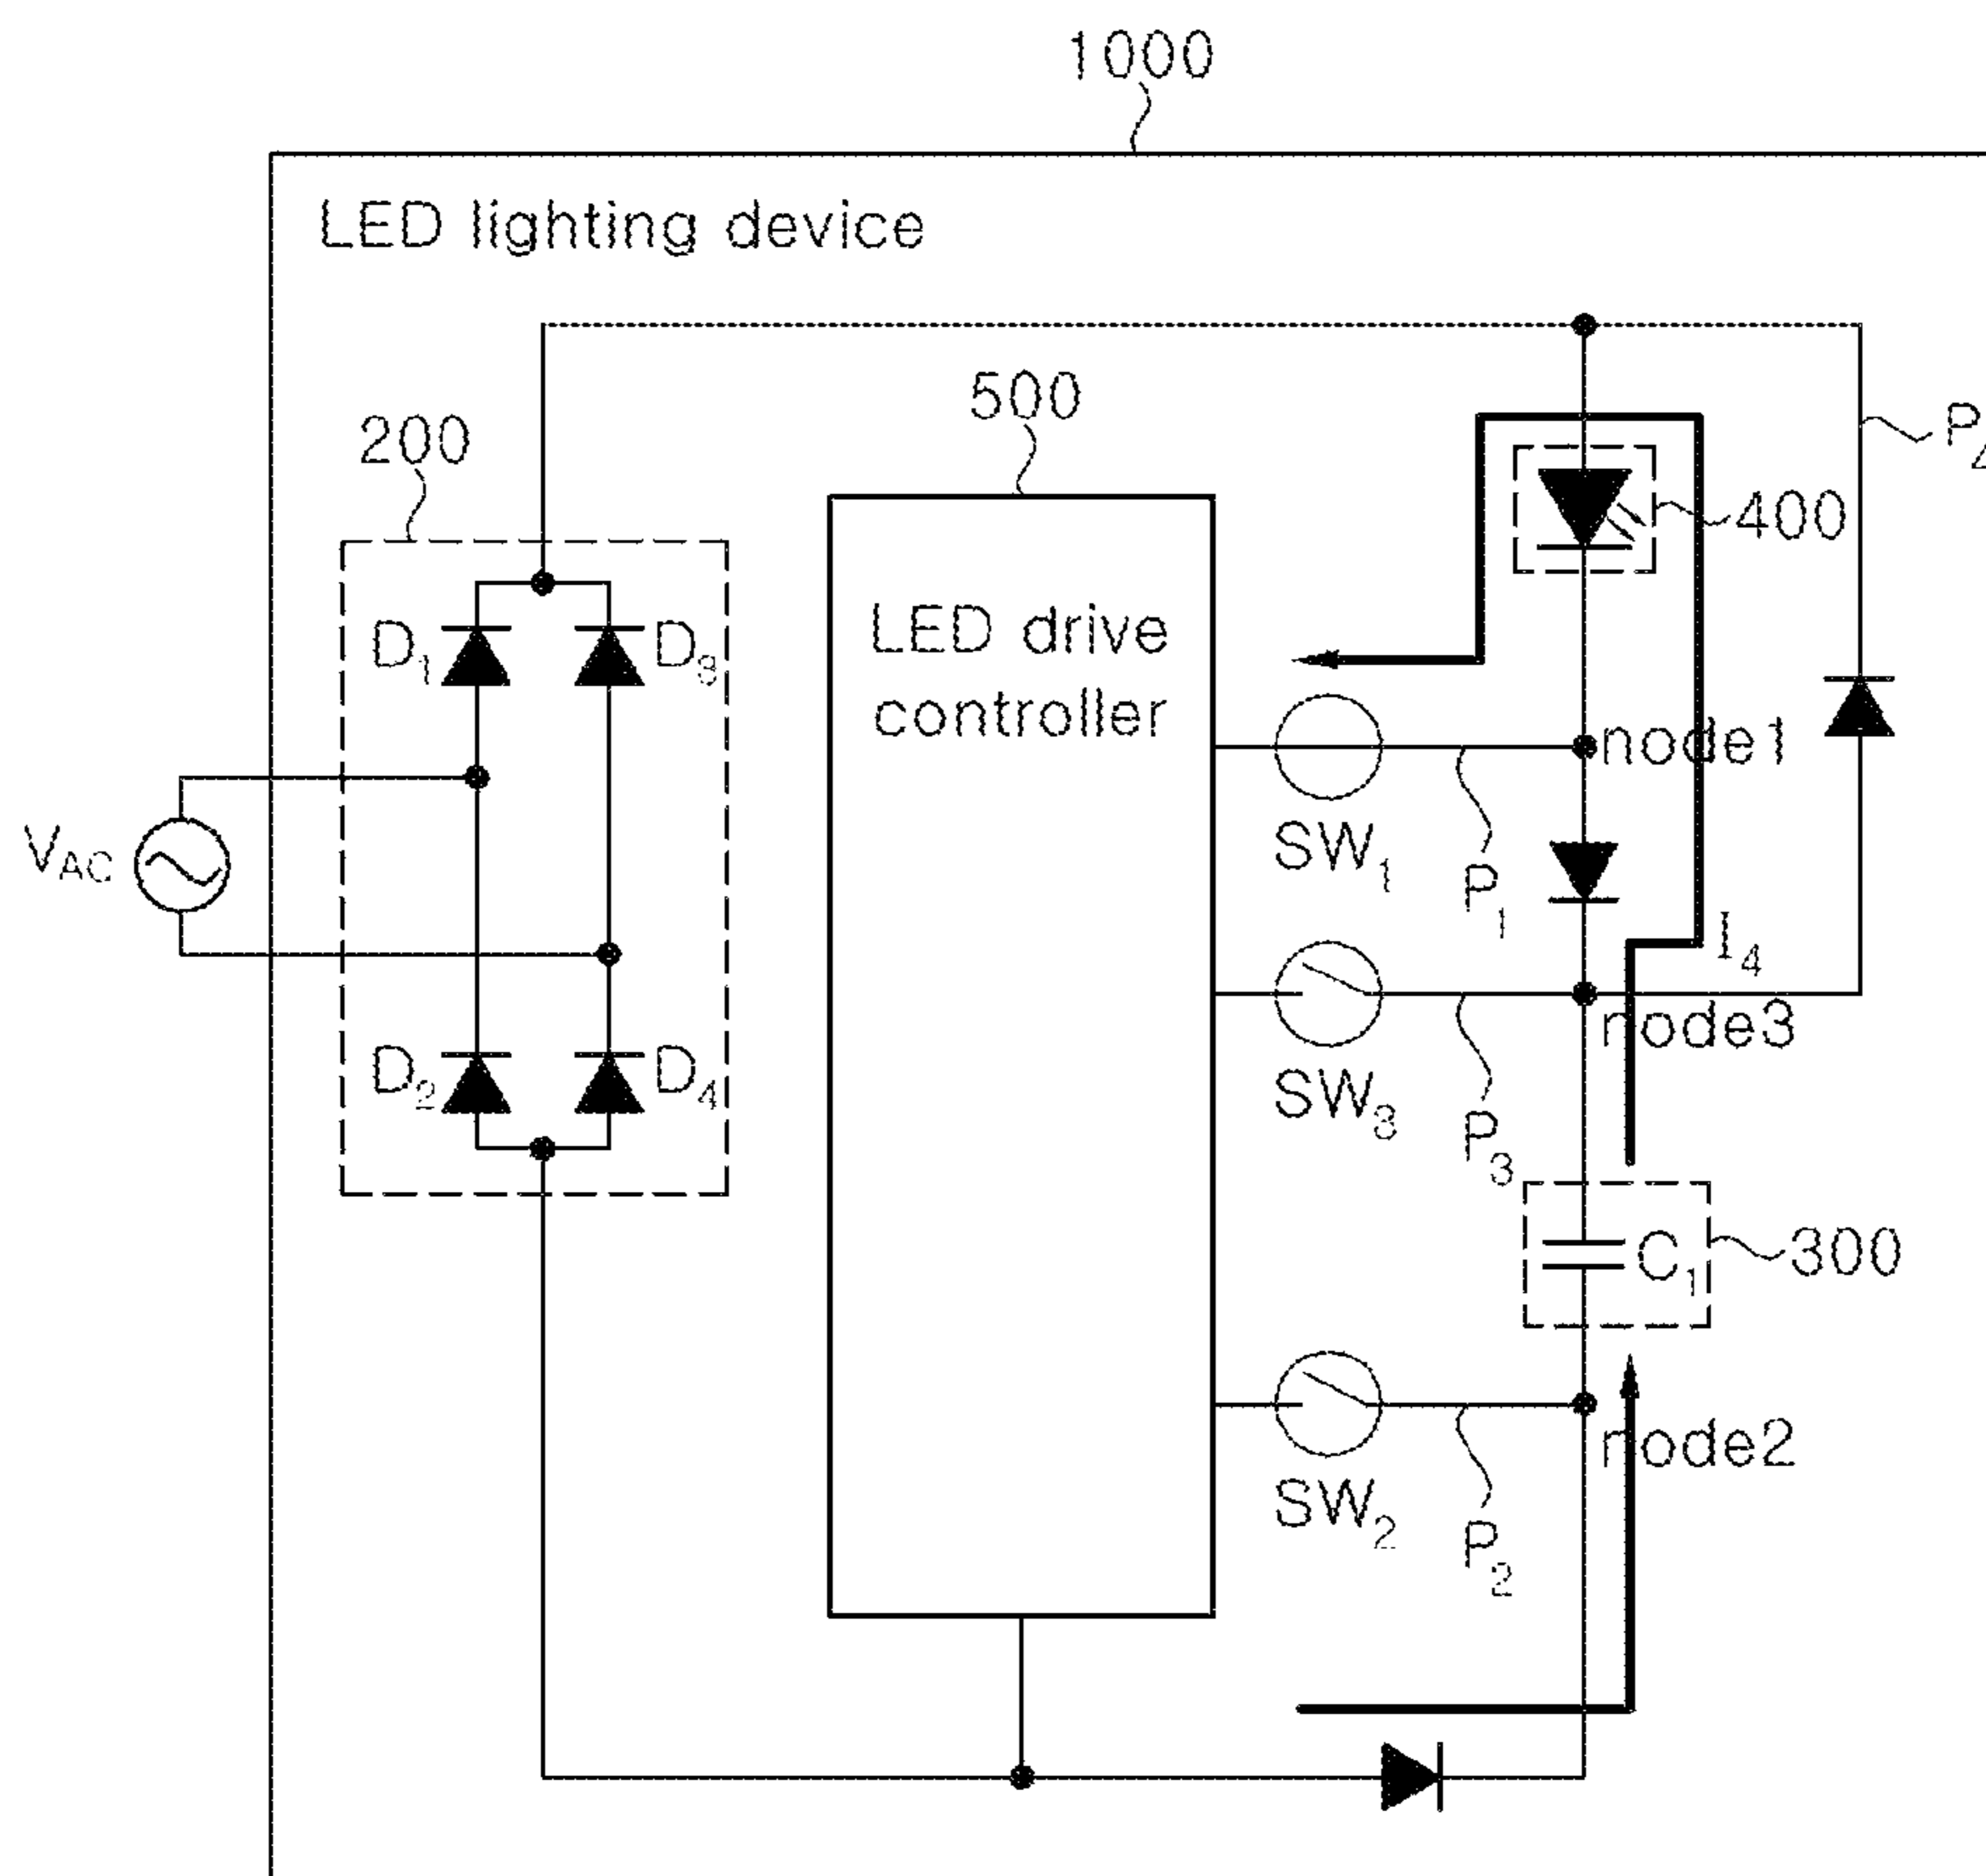 1000
LED lighting device
500
200
P4
400
D1
D3
LED drive
controller
node1
VAC
SW1
P1
I4
node3
D2
D4
SW3
P3
C1
300
node2
SW2
P2